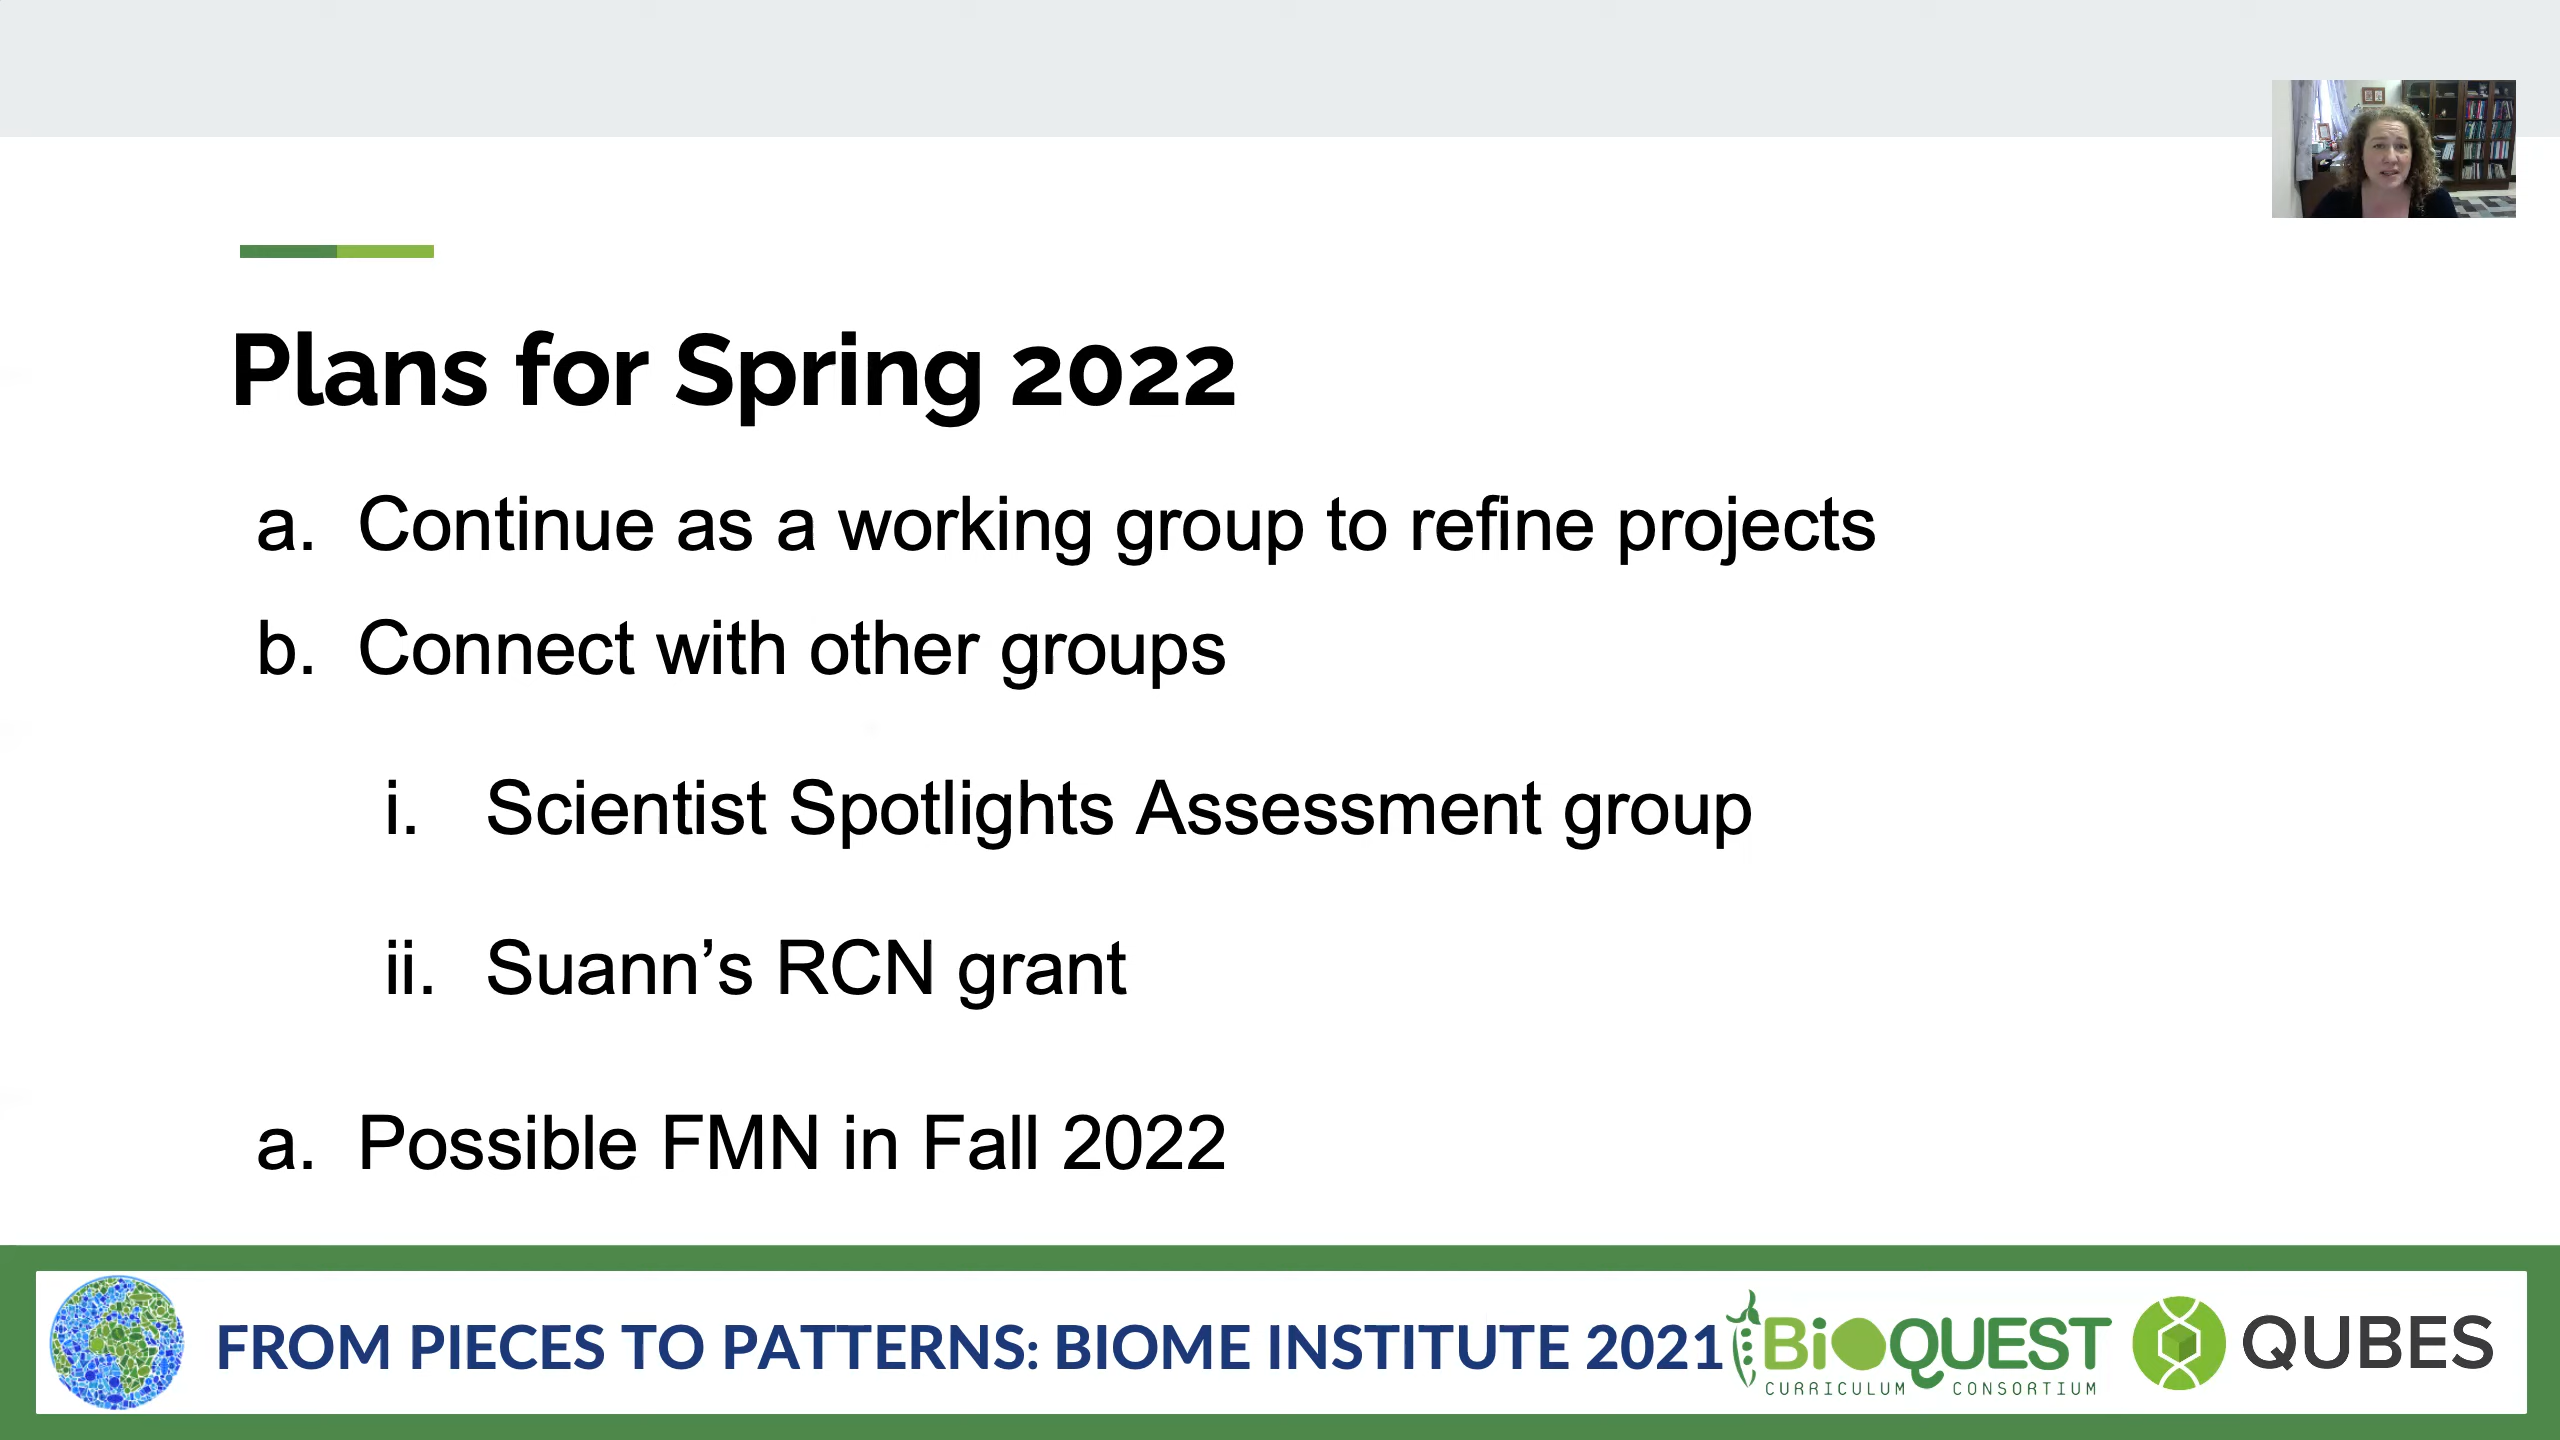 Plans for Spring 2022
a. Continue as a working group to refine projects
b. Connect with other groups
i. Scientist Spotlights Assessment group
ii. Suann’s RCN grant
a. Possible FMN in Fall 2022
FROM PIECES TO PATTERNS: BIOME INSTITUTE 2021
BiOQUEST
CURRICULUM CONSORTIUM
QUBES